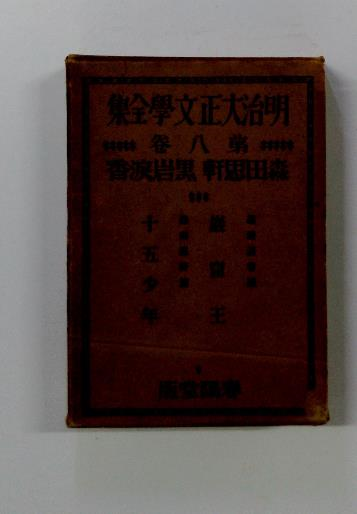 明治大正文學全集
第八卷
森田思軒 黒岩涙香
巖窟王
十五少年
春陽堂版